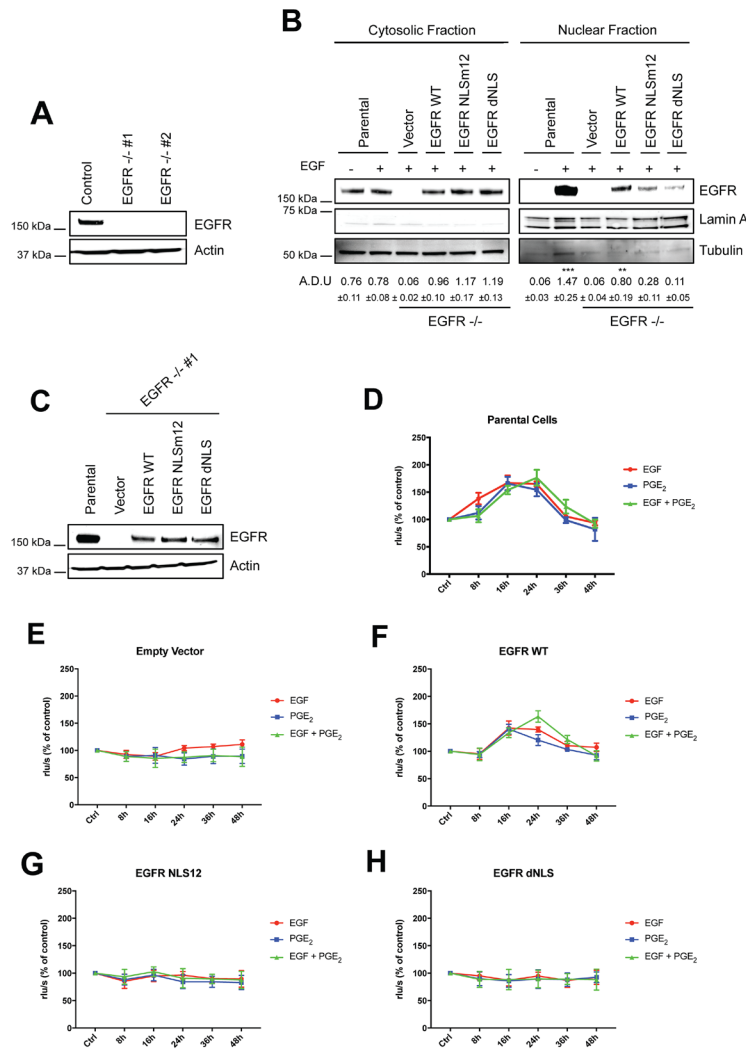 A
Control
EGFR -/- #1
EGFR -/- #2
150 kDa
EGFR
37 kDa
Actin
B
Cytosolic Fraction
Nuclear Fraction
Parental
Vector
EGFR WT
EGFR NLSm12
EGFR dNLS
Parental
Vector
EGFR WT
EGFR NLSm12
EGFR dNLS
EGF - + + + + + - + + + + +
150 kDa
EGFR
75 kDa
Lamin A
50 kDa
Tubulin
*** **
A.D.U 0.76 0.78 0.06 0.96 1.17 1.19 0.06 1.47 0.06 0.80 0.28 0.11
±0.11 ±0.08 ± 0.02 ±0.10 ±0.17 ±0.13 ±0.03 ±0.25 ± 0.04 ±0.19 ±0.11 ±0.05
EGFR -/- EGFR -/-
C
EGFR -/- #1
Parental
Vector
EGFR WT
EGFR NLSm12
EGFR dNLS
150 kDa
EGFR
37 kDa
Actin
D
Parental Cells
rlu/s (% of control)
250
200
150
100
50
0
Ctrl 8h 16h 24h 36h 48h
EGF
PGE2
EGF + PGE2
E
Empty Vector
rlu/s (% of control)
250
200
150
100
50
0
Ctrl 8h 16h 24h 36h 48h
EGF
PGE2
EGF + PGE2
F
EGFR WT
rlu/s (% of control)
250
200
150
100
50
0
Ctrl 8h 16h 24h 36h 48h
EGF
PGE2
EGF + PGE2
G
EGFR NLS12
rlu/s (% of control)
250
200
150
100
50
0
Ctrl 8h 16h 24h 36h 48h
EGF
PGE2
EGF + PGE2
H
EGFR dNLS
rlu/s (% of control)
250
200
150
100
50
0
Ctrl 8h 16h 24h 36h 48h
EGF
PGE2
EGF + PGE2